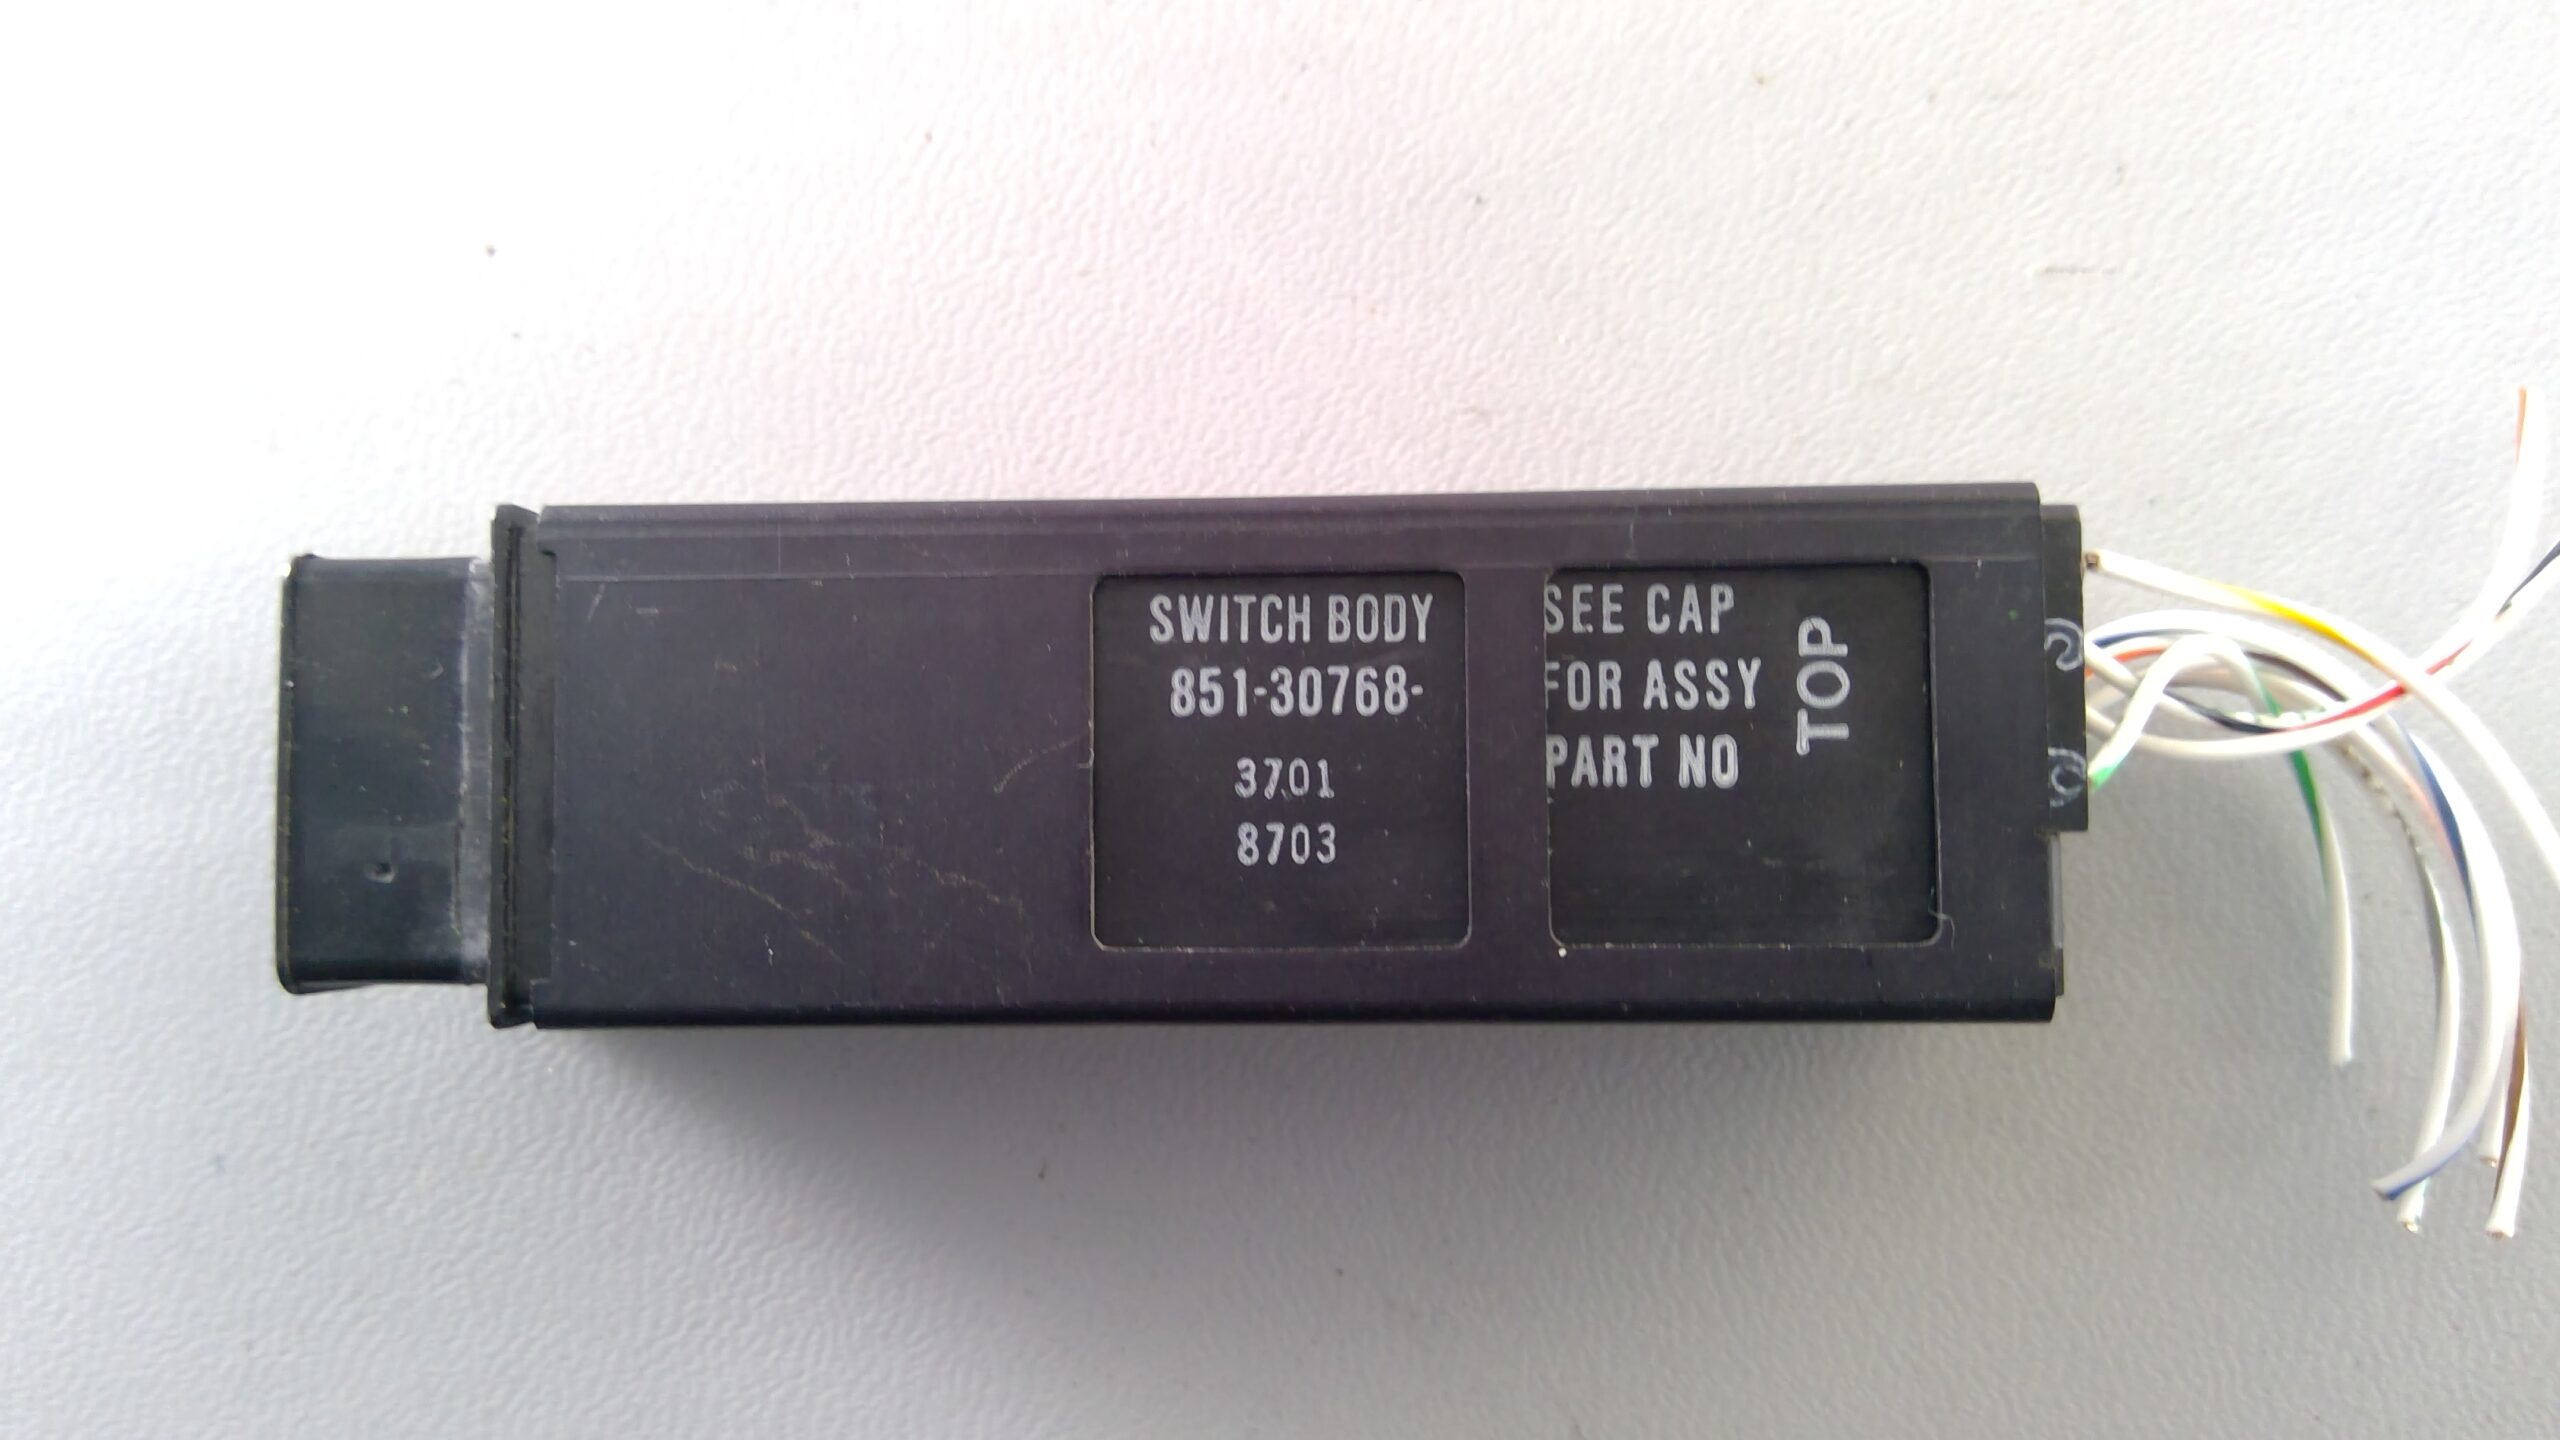 SWITCH BODY
851-30768-
3701
8703
SEE CAP
FOR ASSY
PART NO
TOP